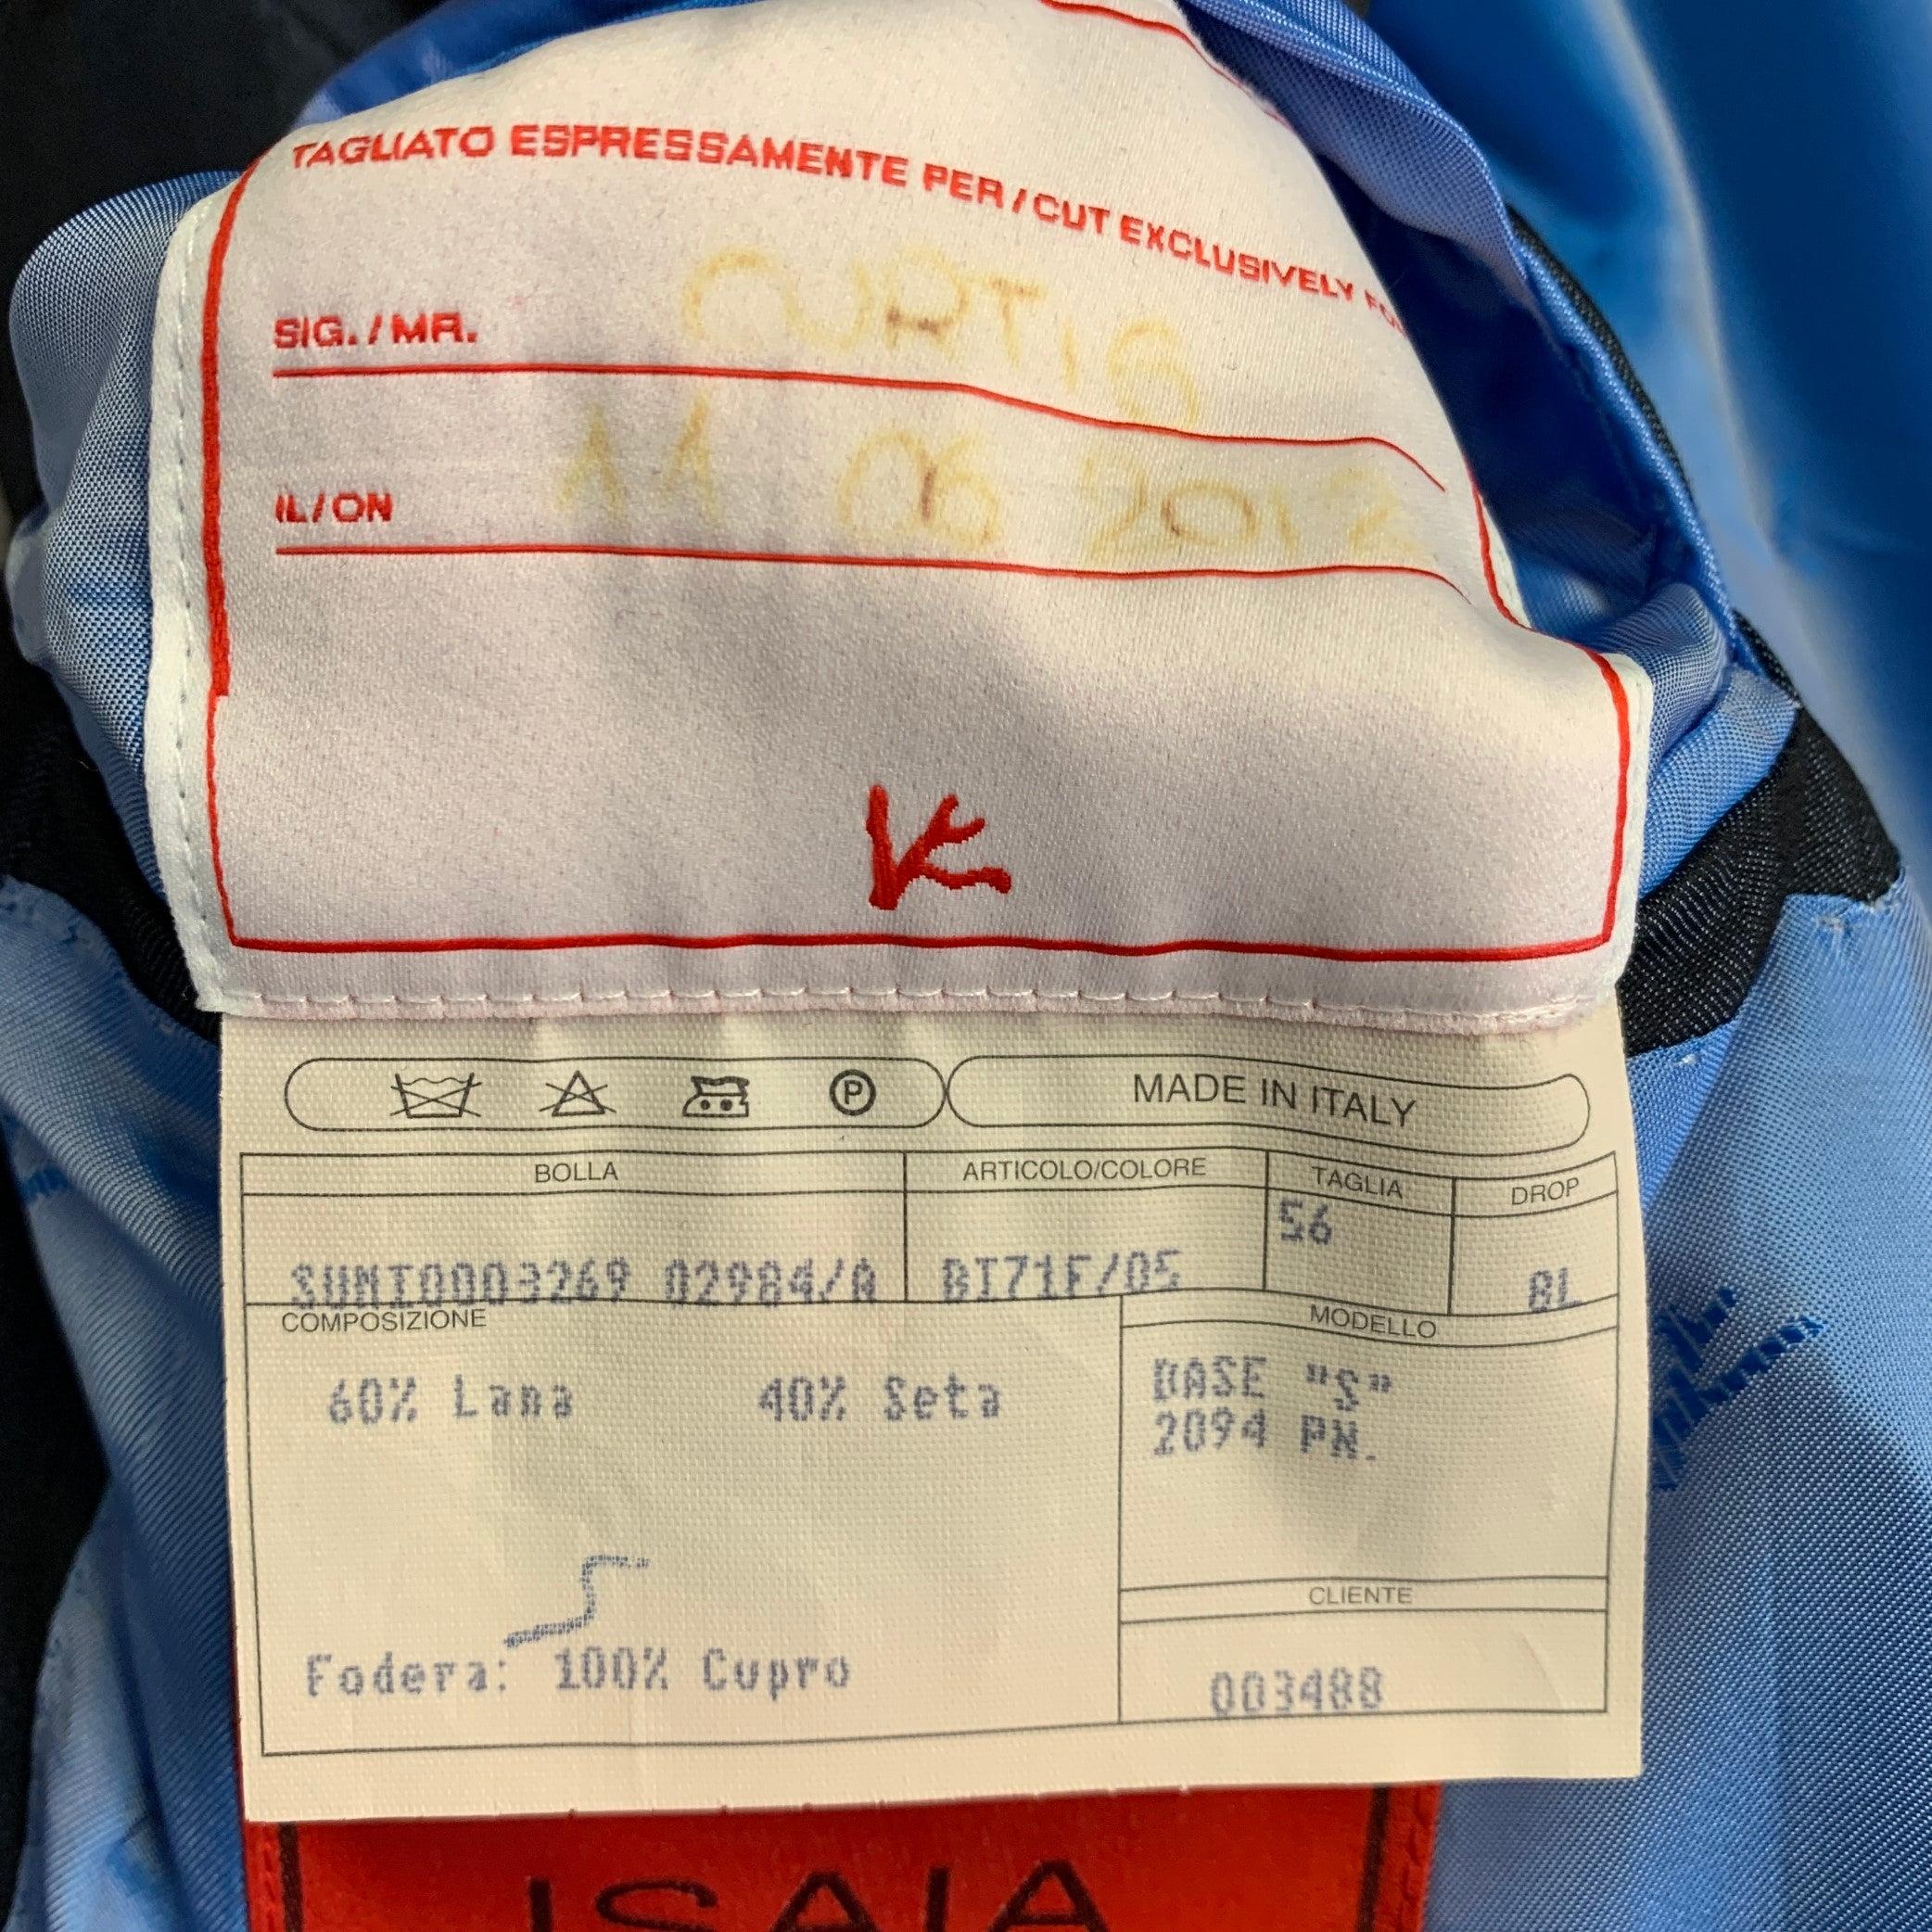 TAGLIATO ESPRESSAMENTE PER / CUT EXCLUSIVELY
SIG. / MR. CURTIS
IL / ON 11 06 2012
P
MADE IN ITALY
BOLLA ARTICOLO/COLORE TAGLIA DROP
SUMI0003269 02984/A BI71F/05 56 8L
COMPOSIZIONE MODELLO
60% Lana 40% Seta BASE "S"
2094 PN.
CLIENTE
Fodera: 100% Cupro 003488
ISAIA